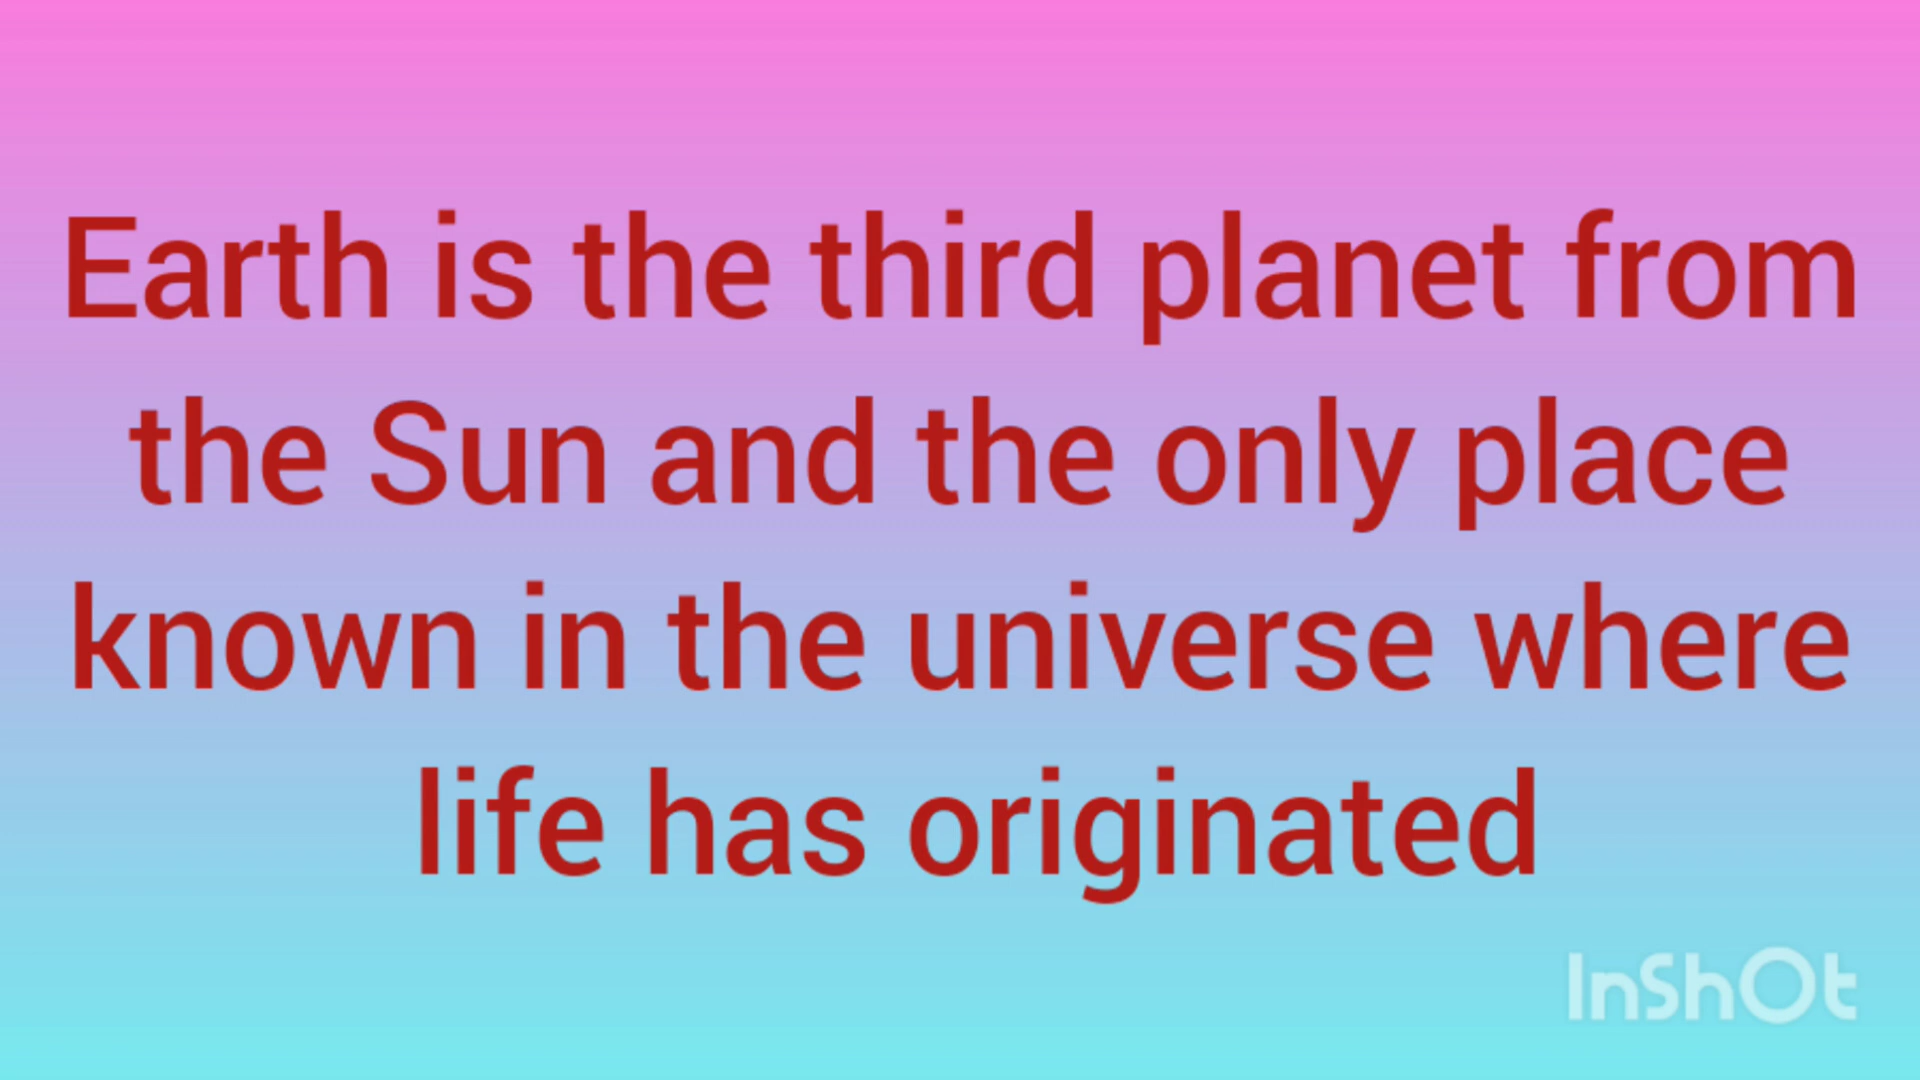 Earth is the third planet from
the Sun and the only place
known in the universe where
life has originated
InShOt